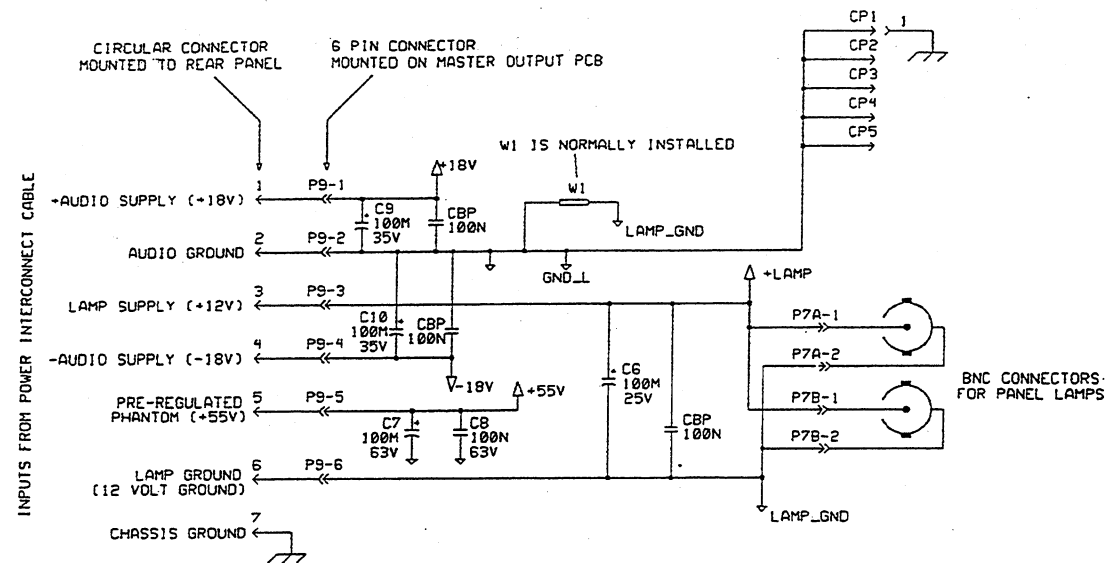 CIRCULAR CONNECTOR
MOUNTED TO REAR PANEL
6 PIN CONNECTOR
MOUNTED ON MASTER OUTPUT PCB
CP1
1
CP2
CP3
CP4
CP5
W1 IS NORMALLY INSTALLED
W1
LAMP_GND
INPUTS FROM POWER INTERCONNECT CABLE
+AUDIO SUPPLY (+18V)
1
P9-1
+18V
C9
100M
35V
CBP
100N
AUDIO GROUND
2
P9-2
GND_L
LAMP SUPPLY (+12V)
3
P9-3
+LAMP
C10
100M
35V
CBP
100N
-AUDIO SUPPLY (-18V)
4
P9-4
-18V
PRE-REGULATED
PHANTOM (+55V)
5
P9-5
+55V
C7
100M
63V
C8
100N
63V
C6
100M
25V
CBP
100N
P7A-1
P7A-2
P7B-1
P7B-2
BNC CONNECTORS
FOR PANEL LAMPS
LAMP GROUND
(12 VOLT GROUND)
6
P9-6
LAMP_GND
CHASSIS GROUND
7